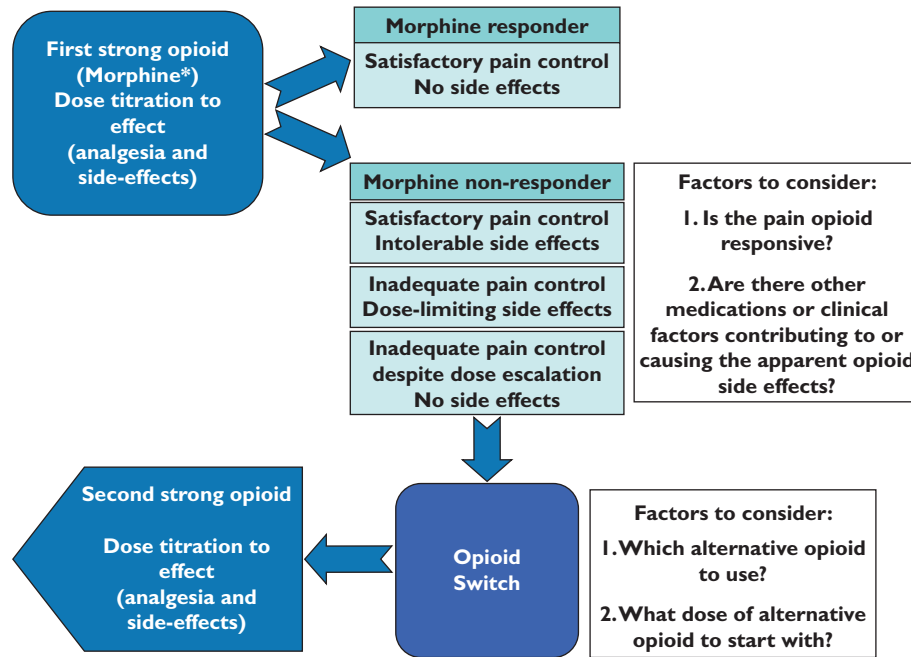 First strong opioid
(Morphine*)
Dose titration to
effect
(analgesia and
side-effects)
Morphine responder
Satisfactory pain control
No side effects
Morphine non-responder
Satisfactory pain control
Intolerable side effects
Inadequate pain control
Dose-limiting side effects
Inadequate pain control
despite dose escalation
No side effects
Factors to consider:
1. Is the pain opioid
responsive?
2. Are there other
medications or clinical
factors contributing to or
causing the apparent opioid
side effects?
Second strong opioid
Dose titration to
effect
(analgesia and
side-effects)
Opioid
Switch
Factors to consider:
1. Which alternative opioid
to use?
2. What dose of alternative
opioid to start with?